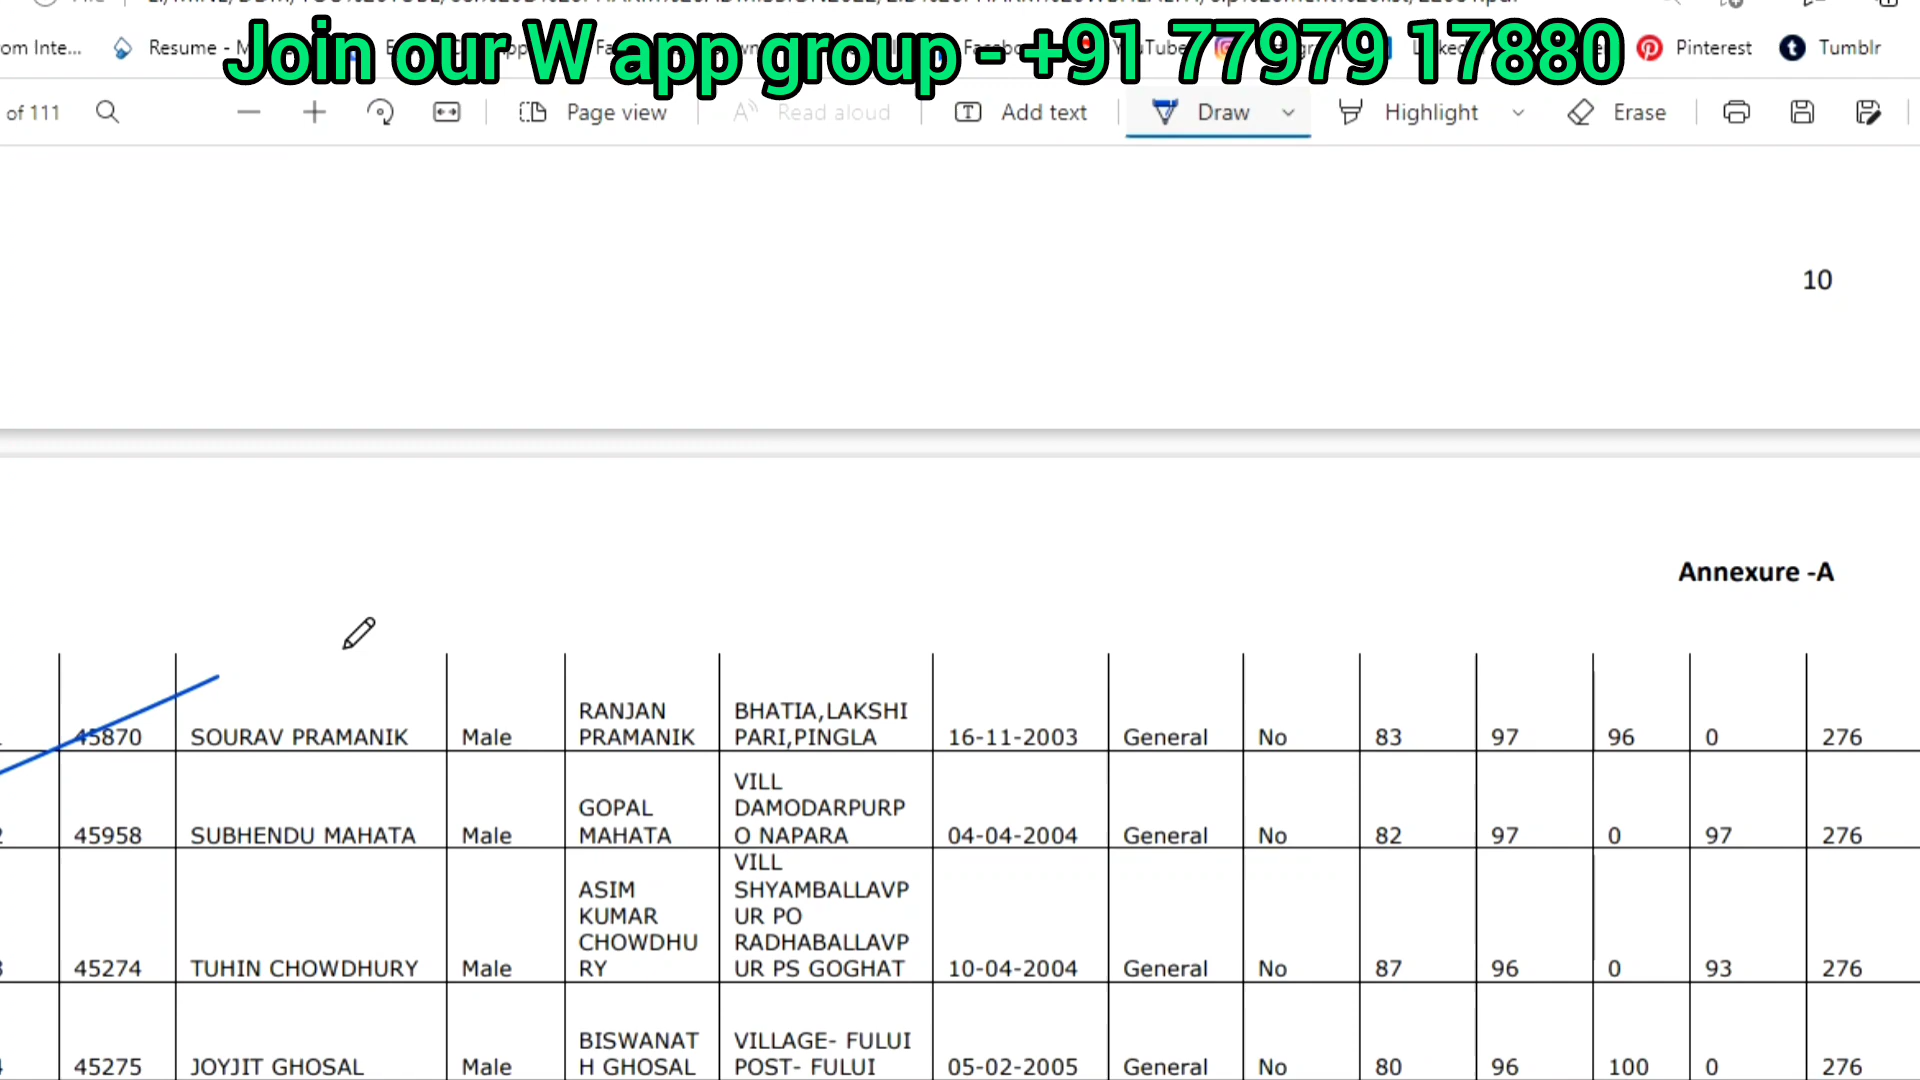 Join our W app group - +91 77979 17880
om Inte...
Resume - M
Pinterest
Tumblr
of 111
Page view
Read aloud
Add text
Draw
Highlight
Erase
10
Annexure -A
45870 SOURAV PRAMANIK Male RANJAN PRAMANIK BHATIA,LAKSHI PARI,PINGLA 16-11-2003 General No 83 97 96 0 276
45958 SUBHENDU MAHATA Male GOPAL MAHATA VILL DAMODARPURP O NAPARA 04-04-2004 General No 82 97 0 97 276
45274 TUHIN CHOWDHURY Male ASIM KUMAR CHOWDHU RY VILL SHYAMBALLAVP UR PO RADHABALLAVP UR PS GOGHAT 10-04-2004 General No 87 96 0 93 276
45275 JOYJIT GHOSAL Male BISWANAT H GHOSAL VILLAGE- FULUI POST- FULUI 05-02-2005 General No 80 96 100 0 276